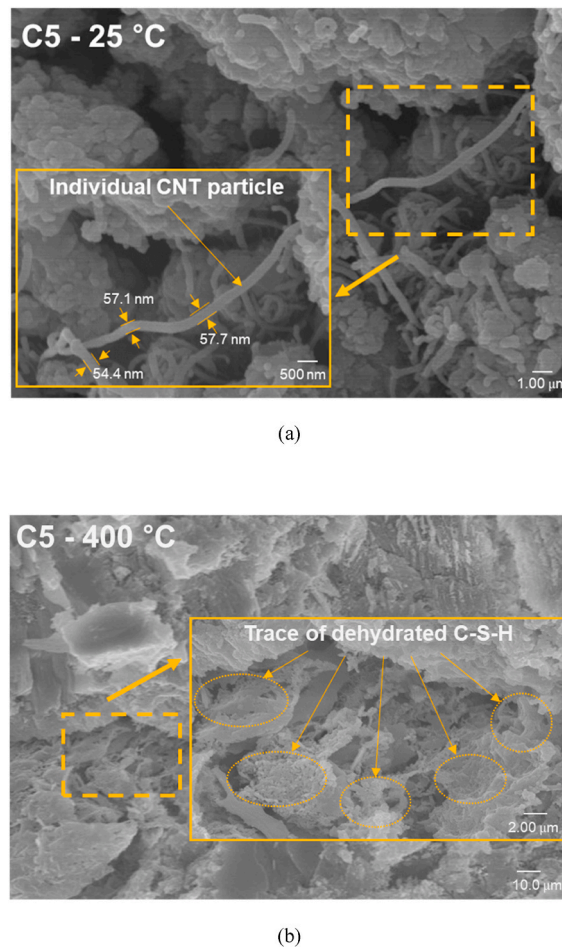 C5 - 25 °C
Individual CNT particle
57.1 nm
57.7 nm
54.4 nm
500 nm
1.00 μm
(a)
C5 - 400 °C
Trace of dehydrated C-S-H
2.00 μm
10.0 μm
(b)